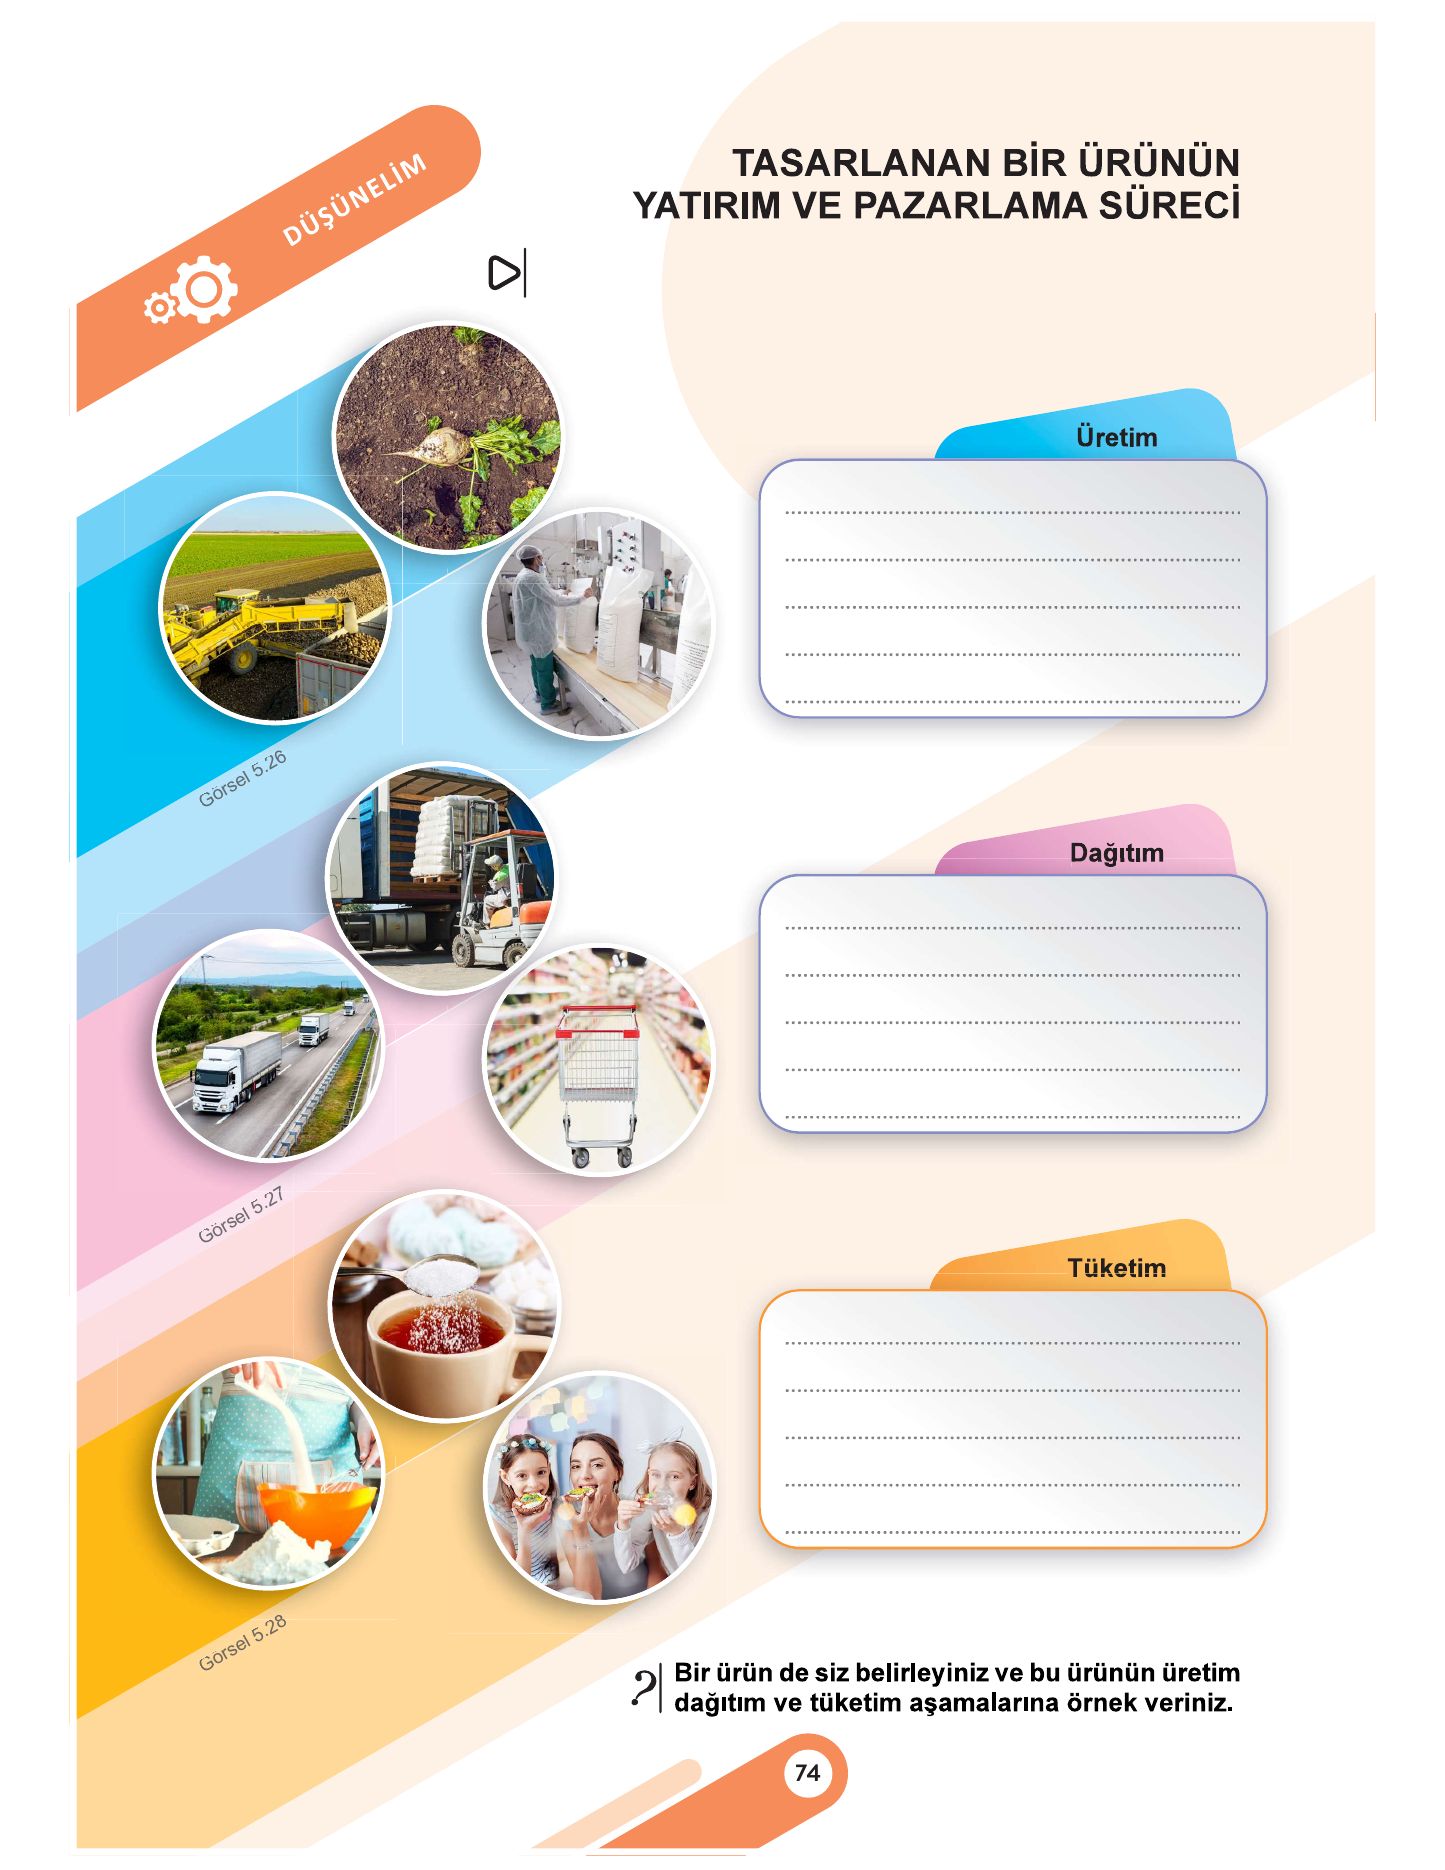 DÜŞÜNELİM
TASARLANAN BİR ÜRÜNÜN
YATIRIM VE PAZARLAMA SÜRECİ
Üretim
Görsel 5.26
Dağıtım
Görsel 5.27
Tüketim
Görsel 5.28
? Bir ürün de siz belirleyiniz ve bu ürünün üretim
dağıtım ve tüketim aşamalarına örnek veriniz.
74